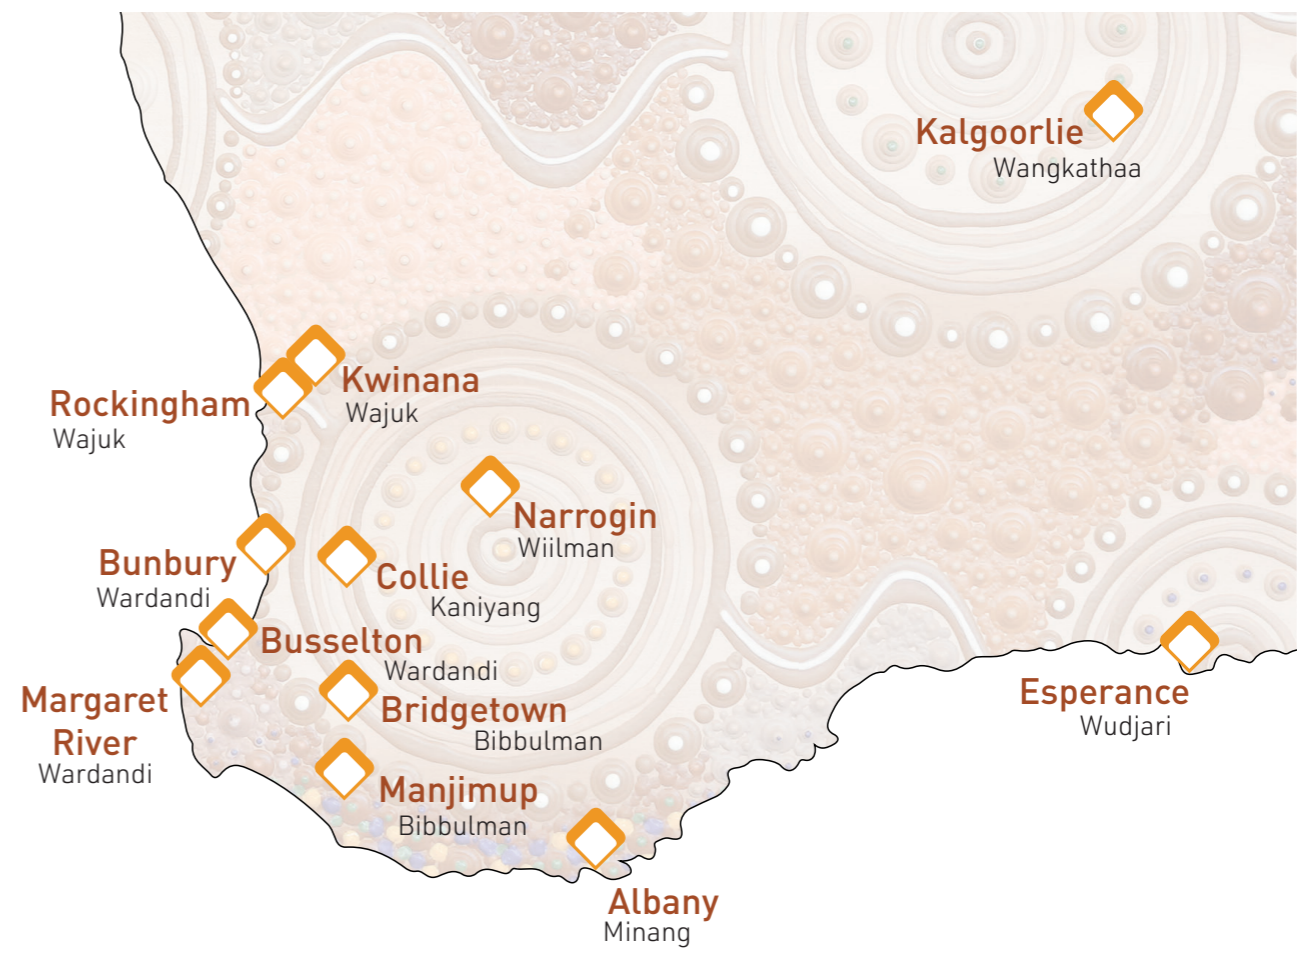 Kalgoorlie
Wangkathaa
Kwinana
Wajuk
Rockingham
Wajuk
Narrogin
Wiilman
Bunbury
Wardandi
Collie
Kaniyang
Busselton
Wardandi
Margaret
River
Wardandi
Bridgetown
Bibbulman
Esperance
Wudjari
Manjimup
Bibbulman
Albany
Minang